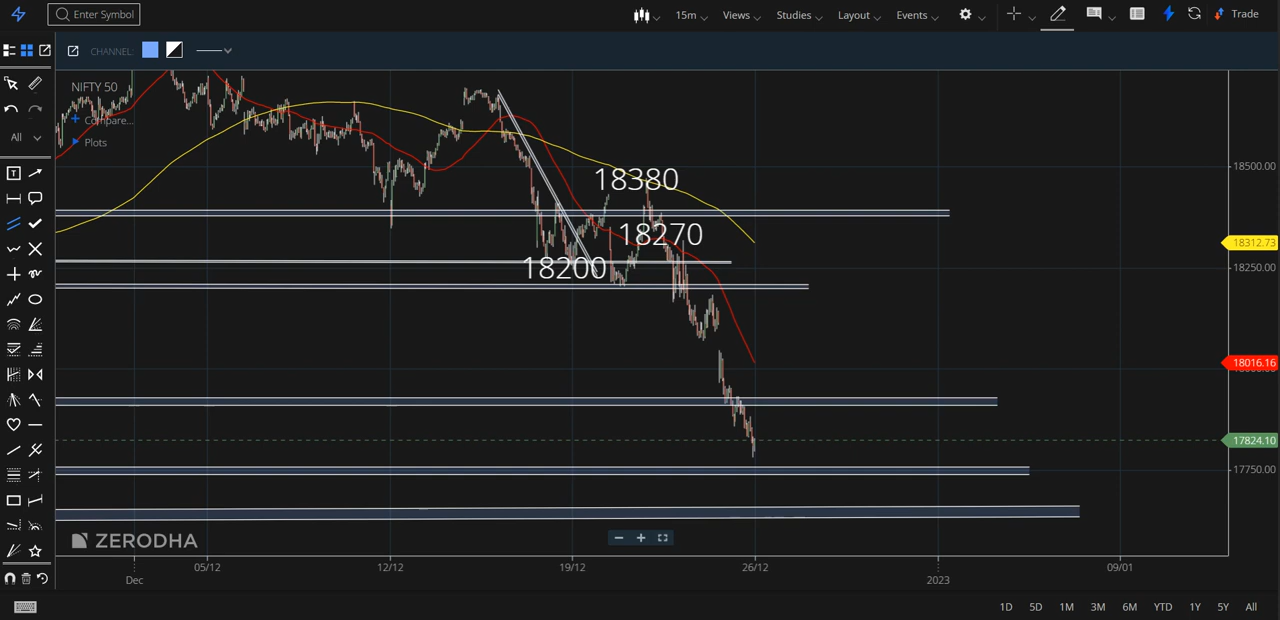 Enter Symbol
15m Views Studies Layout Events Trade
CHANNEL:
NIFTY 50
Compare...
Plots
All
18380
18270
18200
18500.00
18312.73
18250.00
18016.16
17824.10
17750.00
ZERODHA
05/12 12/12 19/12 26/12 09/01
Dec 2023
1D 5D 1M 3M 6M YTD 1Y 5Y All